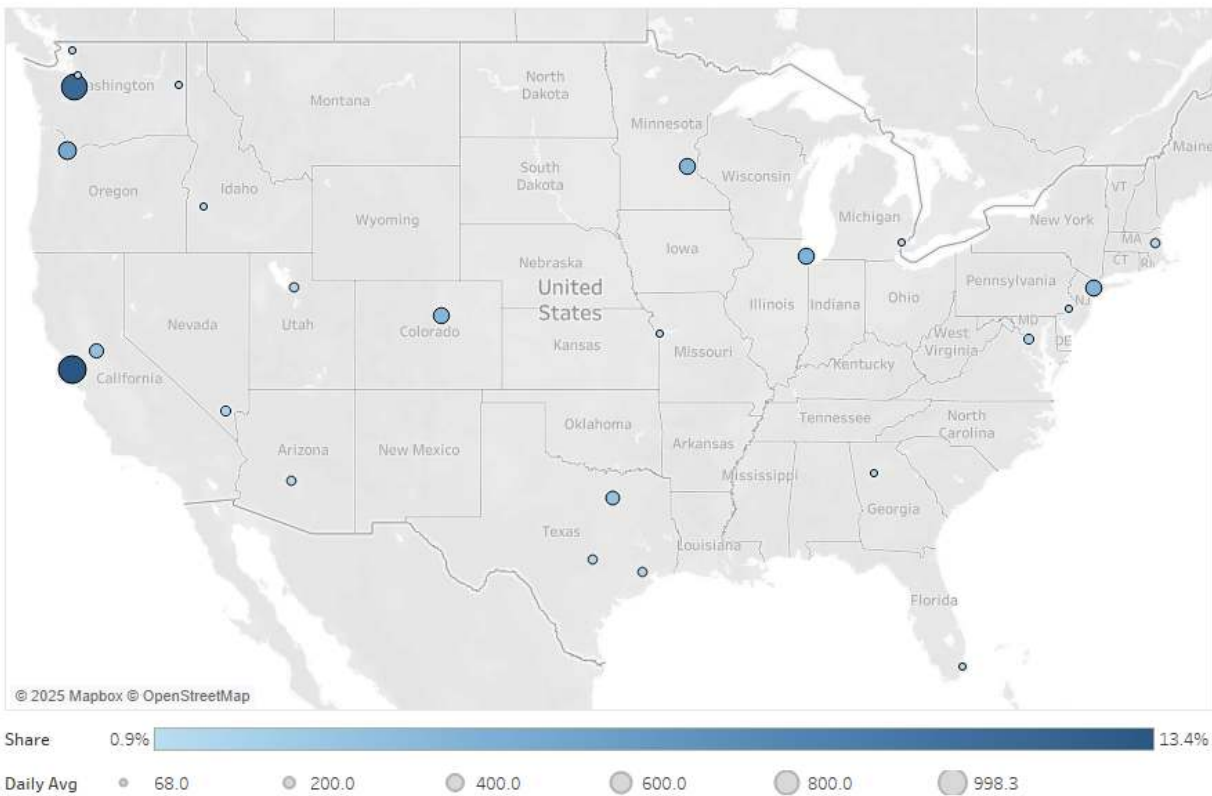 ashington
North
Dakota
Montana
Minnesota
Maine
South
Dakota
Wisconsin
VT
Oregon
Idaho
Michigan
New York
Wyoming
MA
Iowa
CT
RI
Nebraska
Pennsylvania
United
States
Illinois
Indiana
Ohio
NJ
Nevada
Utah
Colorado
MD
Kansas
Missouri
West
Virginia
DE
Kentucky
California
Tennessee
North
Carolina
Oklahoma
Arizona
New Mexico
Arkansas
Mississippi
Georgia
Texas
Louisiana
Florida
© 2025 Mapbox © OpenStreetMap
Share 0.9% 13.4%
Daily Avg 68.0 200.0 400.0 600.0 800.0 998.3